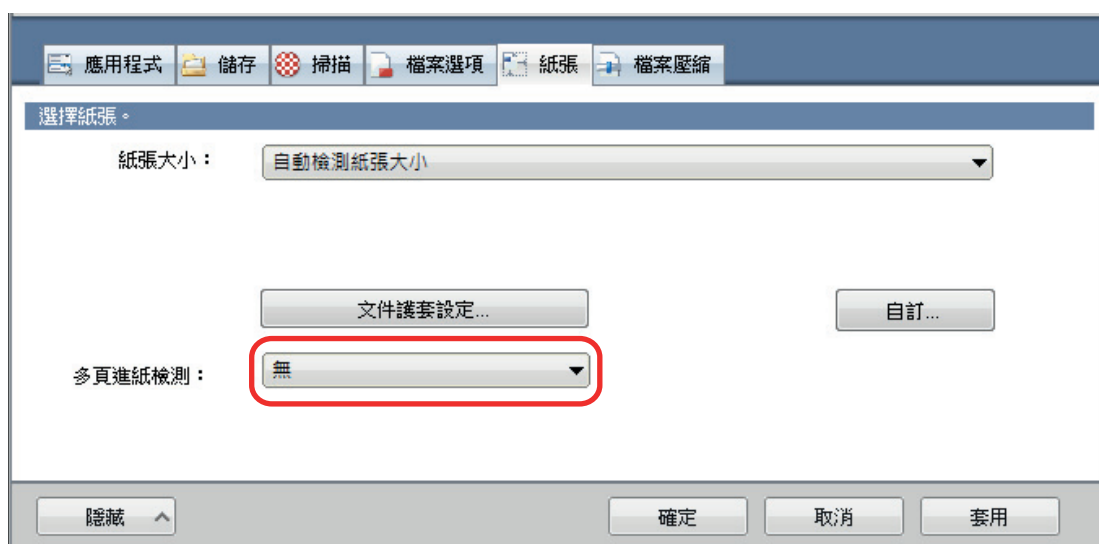 應用程式 儲存 掃描 檔案選項 紙張 檔案壓縮
選擇紙張。
紙張大小： 自動檢測紙張大小
文件護套設定... 自訂...
多頁進紙檢測： 無
隱藏 確定 取消 套用